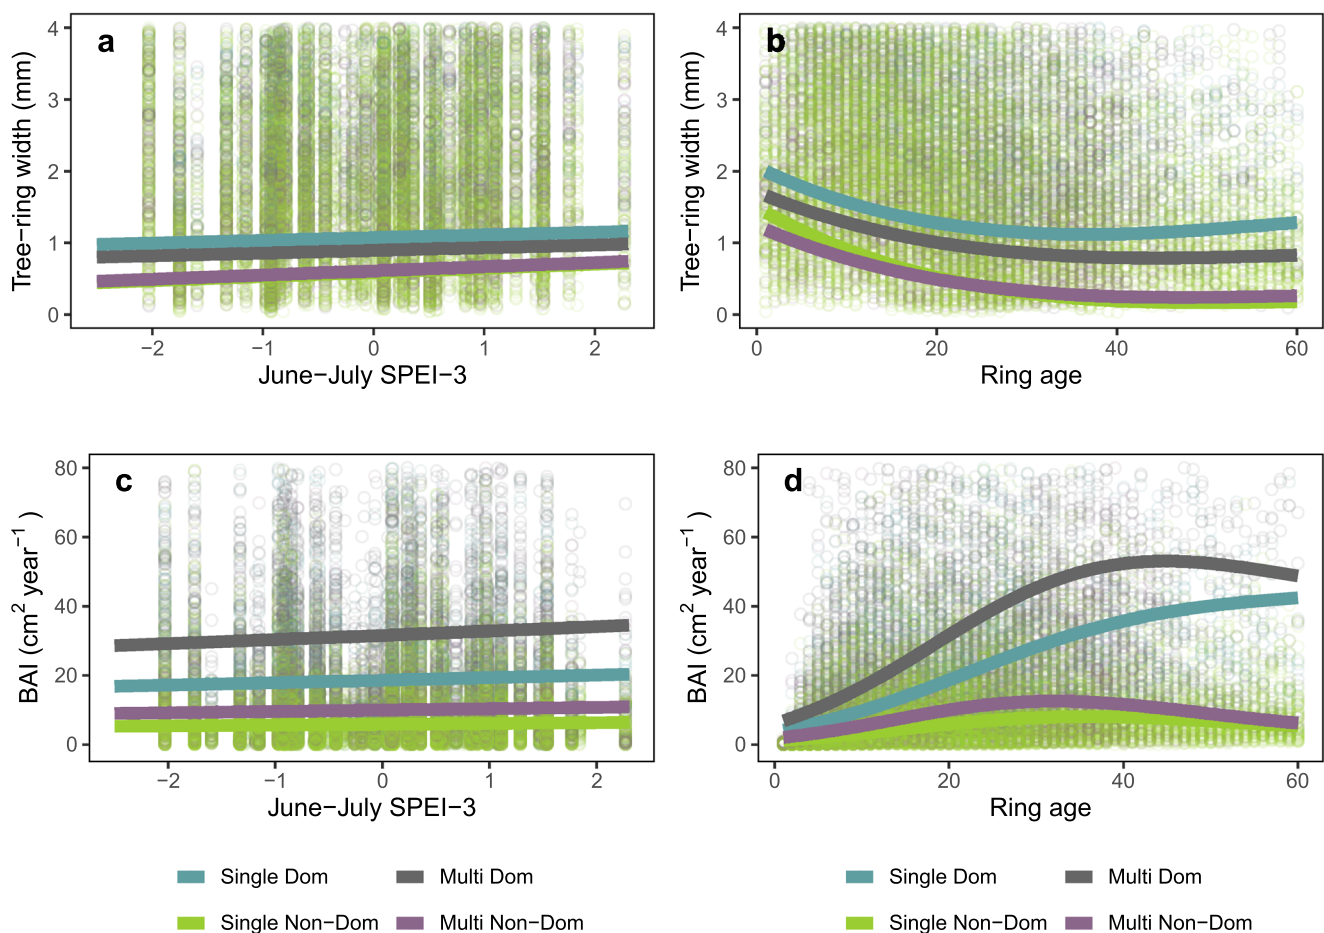 a
Tree−ring width (mm)
4
3
2
1
0
−2
−1
0
1
2
June−July SPEI−3
b
Tree−ring width (mm)
4
3
2
1
0
0
20
40
60
Ring age
c
BAI (cm² year⁻¹ )
80
60
40
20
0
−2
−1
0
1
2
June−July SPEI−3
d
BAI (cm² year⁻¹ )
80
60
40
20
0
0
20
40
60
Ring age
Single Dom
Multi Dom
Single Non−Dom
Multi Non−Dom
Single Dom
Multi Dom
Single Non−Dom
Multi Non−Dom